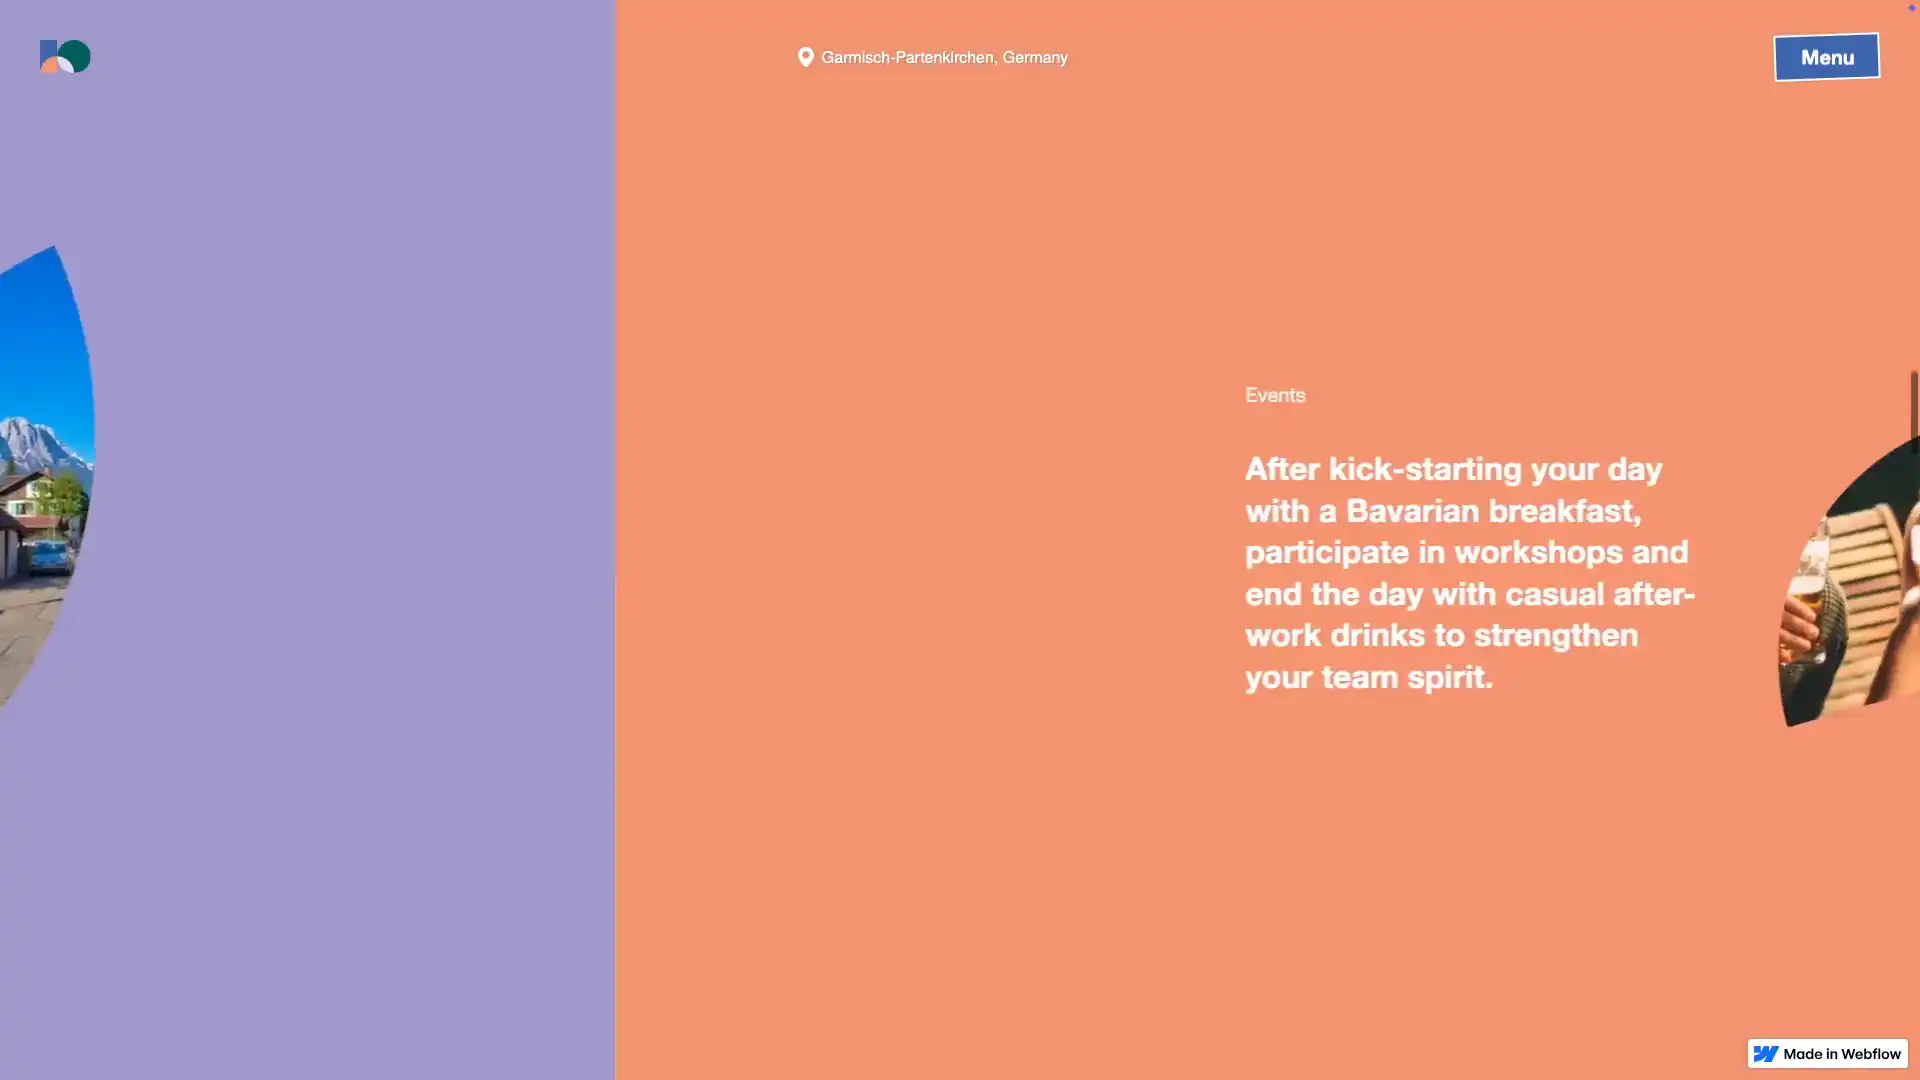 Garmisch-Partenkirchen, Germany
Menu
Events
After kick-starting your day
with a Bavarian breakfast,
participate in workshops and
end the day with casual after-
work drinks to strengthen
your team spirit.
Made in Webflow